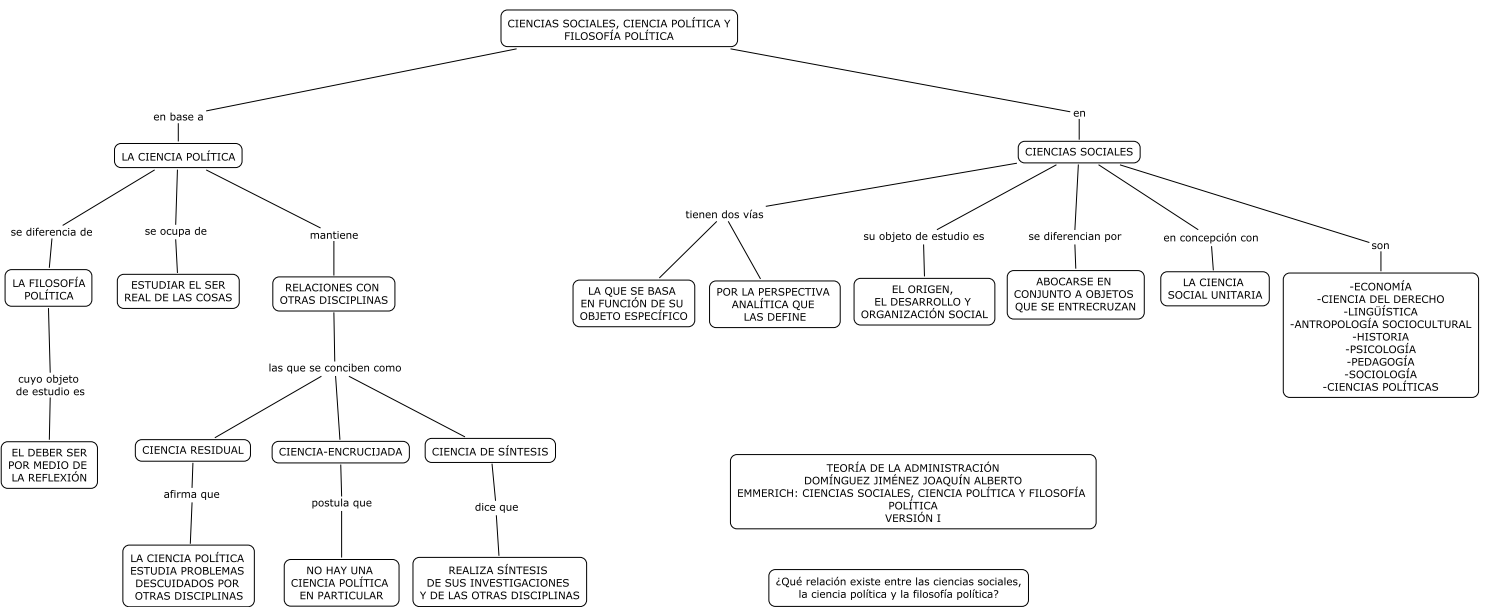 CIENCIAS SOCIALES, CIENCIA POLÍTICA Y
FILOSOFÍA POLÍTICA
en base a
en
LA CIENCIA POLÍTICA
CIENCIAS SOCIALES
se diferencia de
se ocupa de
mantiene
tienen dos vías
su objeto de estudio es
se diferencian por
en concepción con
son
LA FILOSOFÍA
POLÍTICA
ESTUDIAR EL SER
REAL DE LAS COSAS
RELACIONES CON
OTRAS DISCIPLINAS
LA QUE SE BASA
EN FUNCIÓN DE SU
OBJETO ESPECÍFICO
POR LA PERSPECTIVA
ANALÍTICA QUE
LAS DEFINE
EL ORIGEN,
EL DESARROLLO Y
ORGANIZACIÓN SOCIAL
ABOCARSE EN
CONJUNTO A OBJETOS
QUE SE ENTRECRUZAN
LA CIENCIA
SOCIAL UNITARIA
-ECONOMÍA
-CIENCIA DEL DERECHO
-LINGÜÍSTICA
-ANTROPOLOGÍA SOCIOCULTURAL
-HISTORIA
-PSICOLOGÍA
-PEDAGOGÍA
-SOCIOLOGÍA
-CIENCIAS POLÍTICAS
cuyo objeto
de estudio es
las que se conciben como
EL DEBER SER
POR MEDIO DE
LA REFLEXIÓN
CIENCIA RESIDUAL
CIENCIA-ENCRUCIJADA
CIENCIA DE SÍNTESIS
afirma que
postula que
dice que
LA CIENCIA POLÍTICA
ESTUDIA PROBLEMAS
DESCUIDADOS POR
OTRAS DISCIPLINAS
NO HAY UNA
CIENCIA POLÍTICA
EN PARTICULAR
REALIZA SÍNTESIS
DE SUS INVESTIGACIONES
Y DE LAS OTRAS DISCIPLINAS
TEORÍA DE LA ADMINISTRACIÓN
DOMÍNGUEZ JIMÉNEZ JOAQUÍN ALBERTO
EMMERICH: CIENCIAS SOCIALES, CIENCIA POLÍTICA Y FILOSOFÍA
POLÍTICA
VERSIÓN I
¿Qué relación existe entre las ciencias sociales,
la ciencia política y la filosofía política?